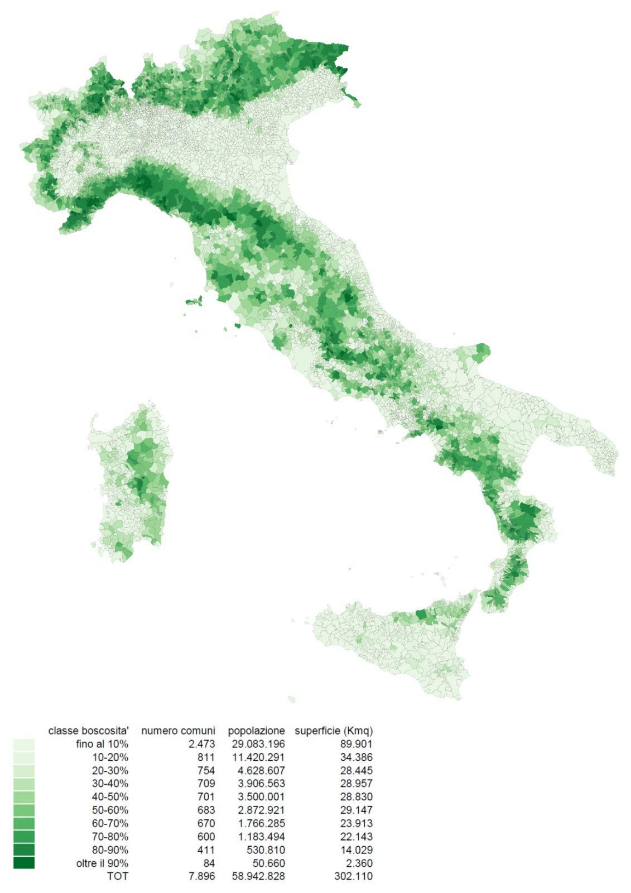 classe boscosita' numero comuni popolazione superficie (Kmq)
fino al 10% 2.473 29.083.196 89.901
10-20% 811 11.420.291 34.386
20-30% 754 4.628.607 28.445
30-40% 709 3.906.563 28.957
40-50% 701 3.500.001 28.830
50-60% 683 2.872.921 29.147
60-70% 670 1.766.285 23.913
70-80% 600 1.183.494 22.143
80-90% 411 530.810 14.029
oltre il 90% 84 50.660 2.360
TOT 7.896 58.942.828 302.110